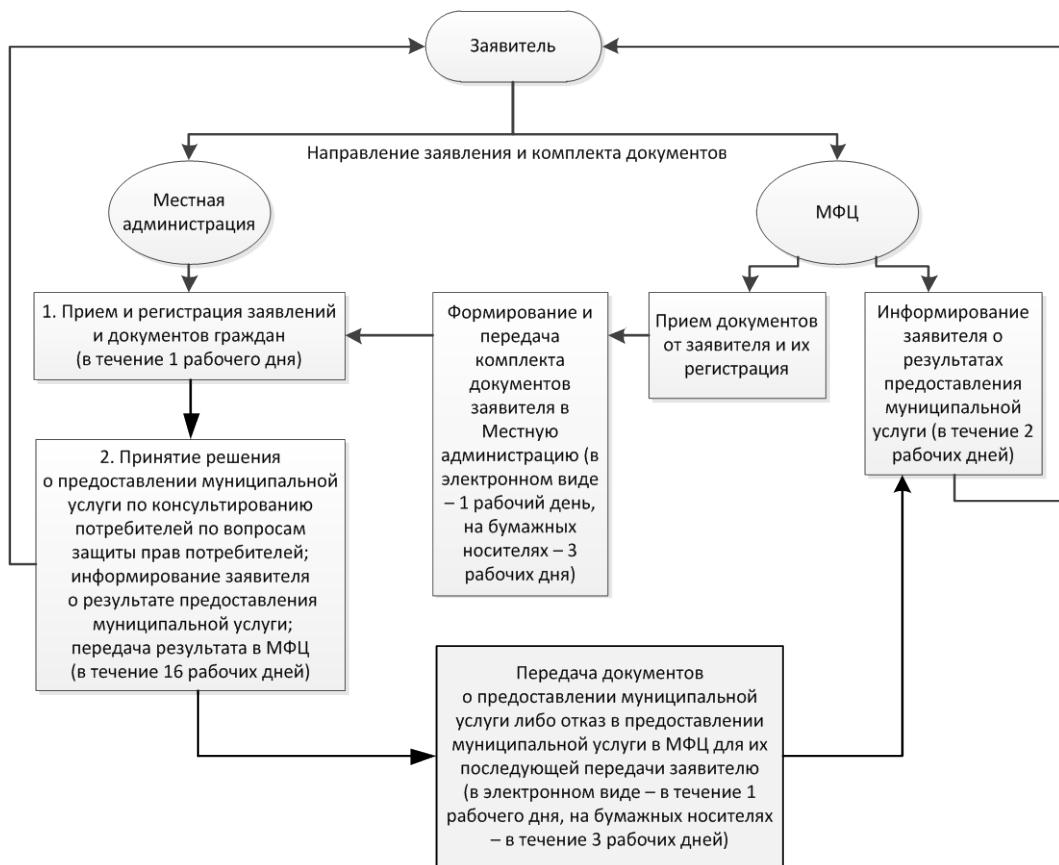 Заявитель
Направление заявления и комплекта документов
Местная
администрация
МФЦ
1. Прием и регистрация заявлений
и документов граждан
(в течение 1 рабочего дня)
Формирование и
передача
комплекта
документов
заявителя в
Местную
администрацию (в
электронном виде
– 1 рабочий день,
на бумажных
носителях – 3
рабочих дня)
Прием документов
от заявителя и их
регистрация
Информирование
заявителя о
результатах
предоставления
муниципальной
услуги (в течение 2
рабочих дней)
2. Принятие решения
о предоставлении муниципальной
услуги по консультированию
потребителей по вопросам
защиты прав потребителей;
информирование заявителя
о результате предоставления
муниципальной услуги;
передача результата в МФЦ
(в течение 16 рабочих дней)
Передача документов
о предоставлении муниципальной
услуги либо отказ в предоставлении
муниципальной услуги в МФЦ для их
последующей передачи заявителю
(в электронном виде – в течение 1
рабочего дня, на бумажных носителях
– в течение 3 рабочих дней)